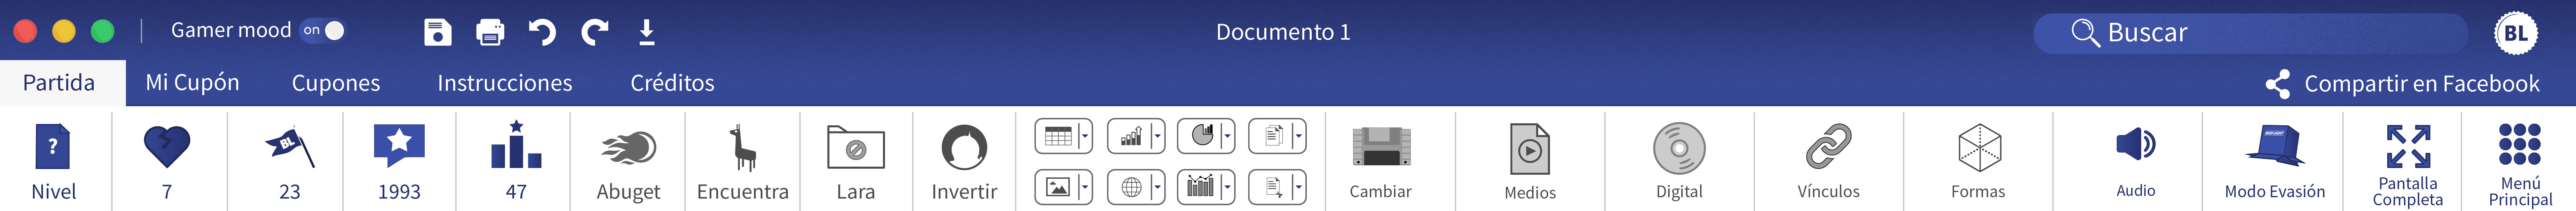 Gamer mood on
Documento 1
Buscar
BL
Partida
Mi Cupón
Cupones
Instrucciones
Créditos
Compartir en Facebook
?
Nivel
7
BL
23
1993
47
Abuget
Encuentra
Lara
Invertir
Cambiar
Medios
Digital
Vínculos
Formas
Audio
Modo Evasión
Pantalla
Completa
Menú
Principal